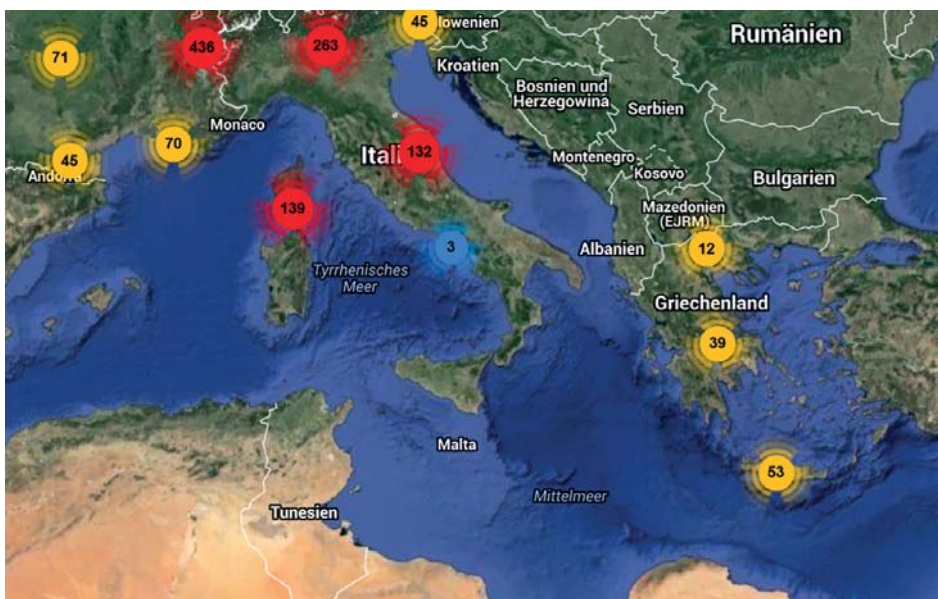 45
lowenien
Rumänien
71
436
263
Kroatien
Bosnien und
Herzegowina
Serbien
Monaco
70
132
45
Andorra
Montenegro
Kosovo
Bulgarien
139
Mazedonien
(EJRM)
3
Albanien
12
Tyrrhenisches
Meer
Griechenland
39
Malta
53
Mittelmeer
Tunesien